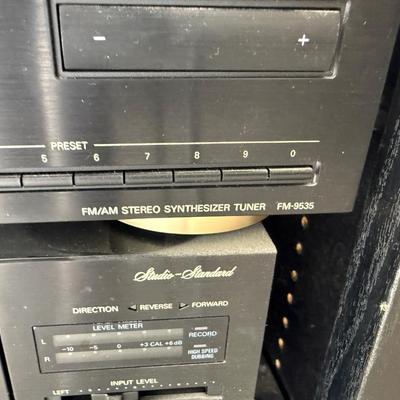 - +
PRESET
5 6 7 8 9 0
FM/AM STEREO SYNTHESIZER TUNER FM-9535
Studio-Standard
DIRECTION ◁ REVERSE ▷ FORWARD
LEVEL METER
L RECORD
-10 -5 0 +3 CAL +6 dB
R HIGH SPEED
DUBBING
INPUT LEVEL
LEFT